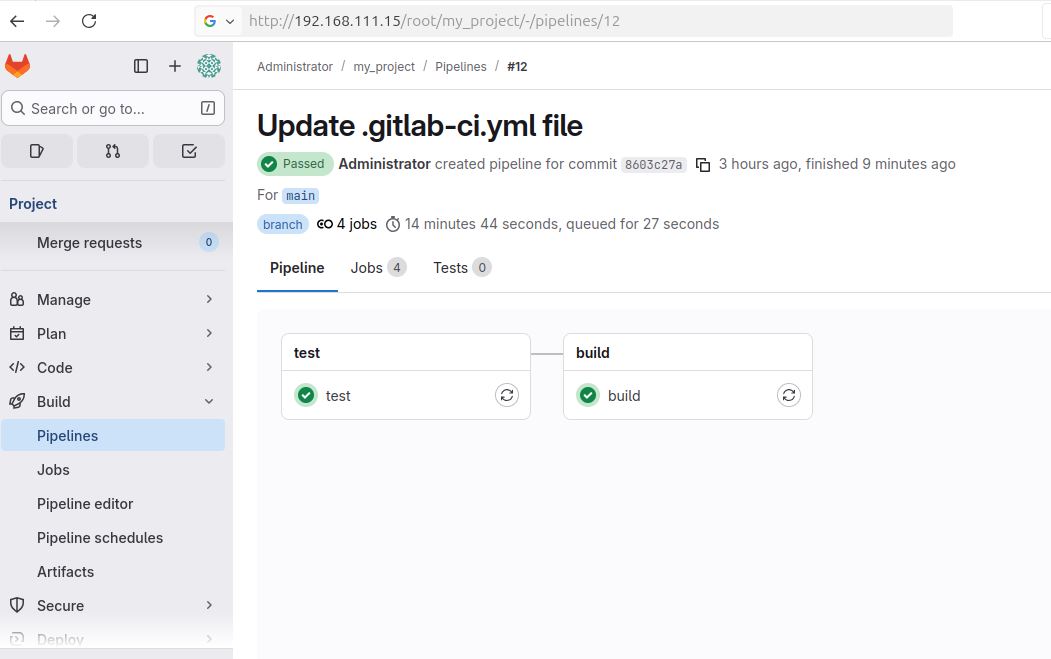 http://192.168.111.15/root/my_project/-/pipelines/12
Administrator / my_project / Pipelines / #12
Search or go to... /
Project
Merge requests 0
Manage
Plan
Code
Build
Pipelines
Jobs
Pipeline editor
Pipeline schedules
Artifacts
Secure
Deploy
Update .gitlab-ci.yml file
Passed Administrator created pipeline for commit 8603c27a 3 hours ago, finished 9 minutes ago
For main
branch 4 jobs 14 minutes 44 seconds, queued for 27 seconds
Pipeline Jobs 4 Tests 0
test
test
build
build